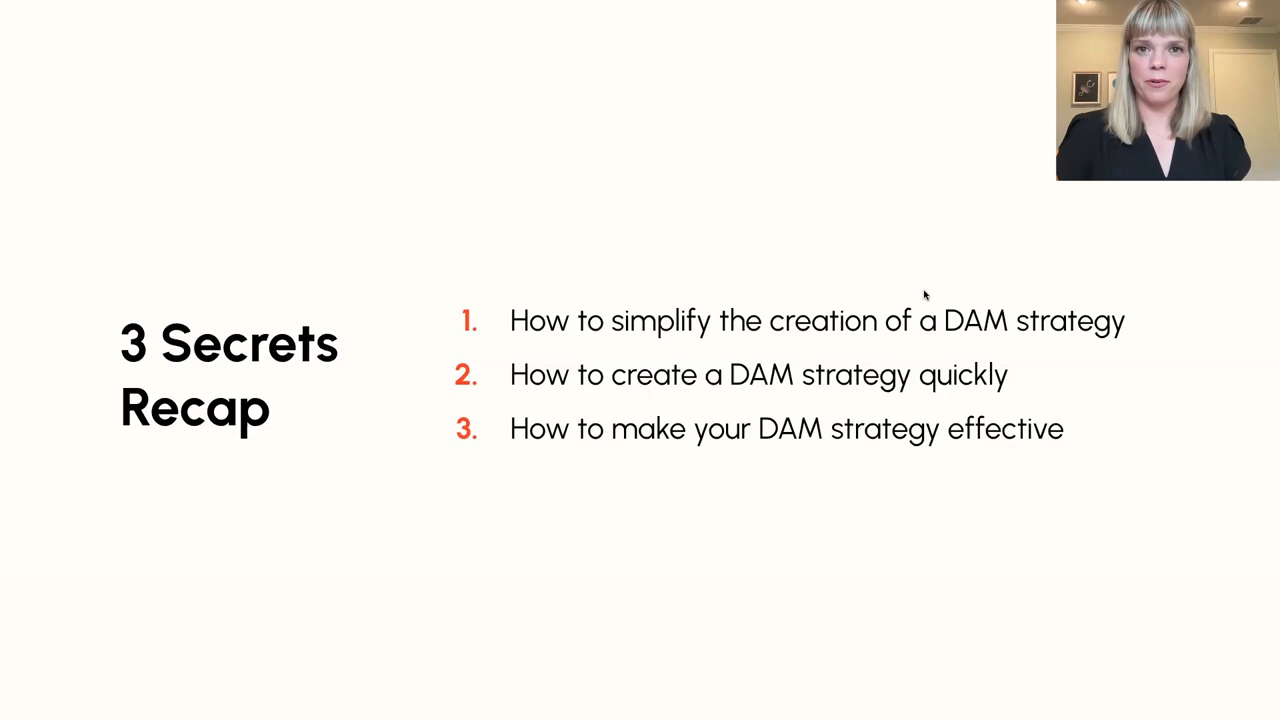 3 Secrets
Recap
1. How to simplify the creation of a DAM strategy
2. How to create a DAM strategy quickly
3. How to make your DAM strategy effective